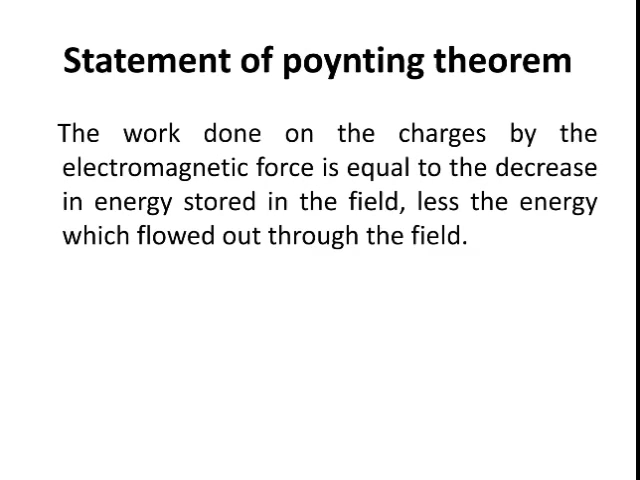 Statement of poynting theorem
The work done on the charges by the
electromagnetic force is equal to the decrease
in energy stored in the field, less the energy
which flowed out through the field.